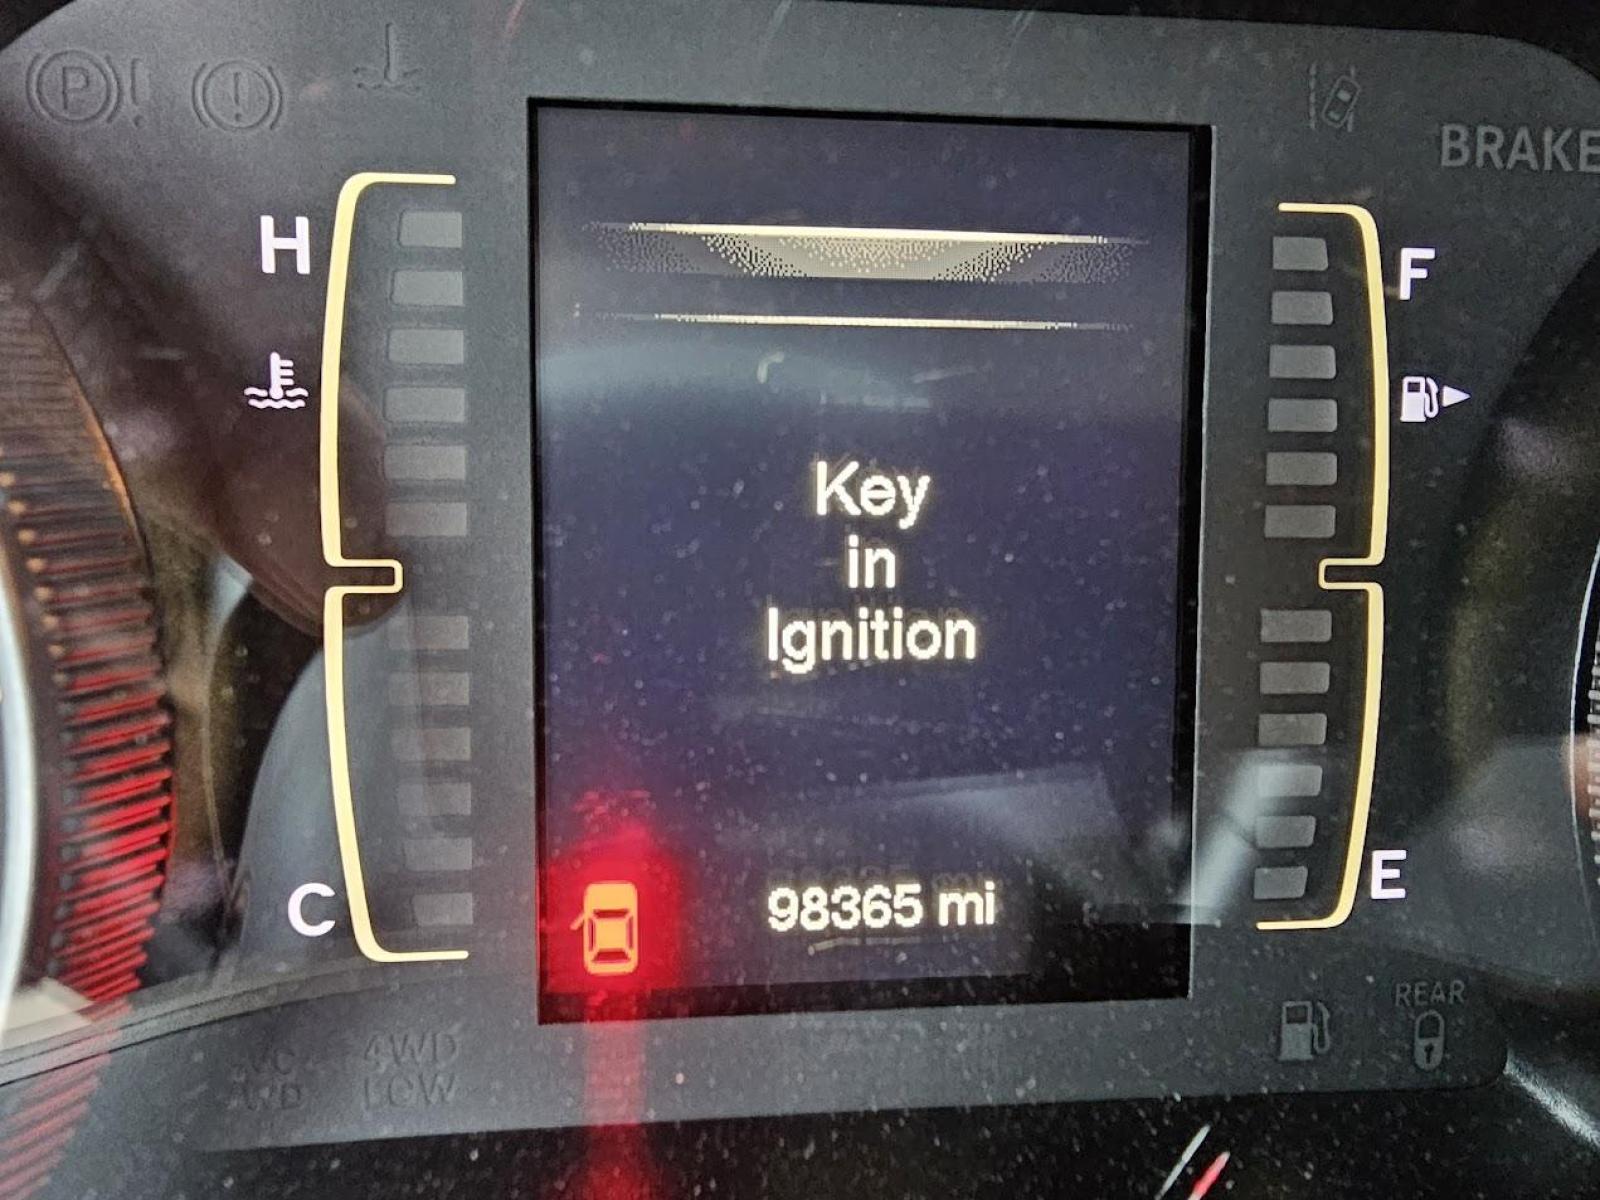 P
BRAKE
H
F
Key
in
Ignition
C
E
98365 mi
REAR
4WD
LOW